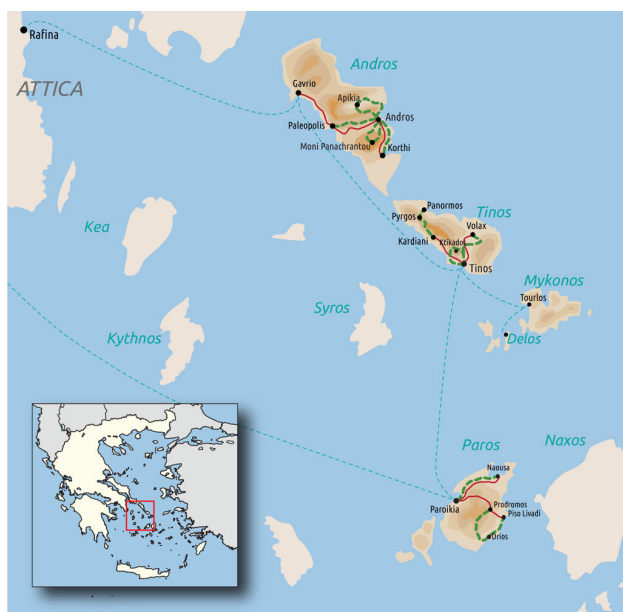 Rafina
ATTICA
Andros
Gavrio
Apikia
Andros
Paleopolis
Moni Panachrantou
Korthi
Kea
Panormos
Pyrgos
Tinos
Volax
Kardiani
Ktikados
Tinos
Mykonos
Tourlos
Syros
Kythnos
Delos
Paros
Naxos
Naousa
Paroikia
Prodromos
Piso Livadi
Drios